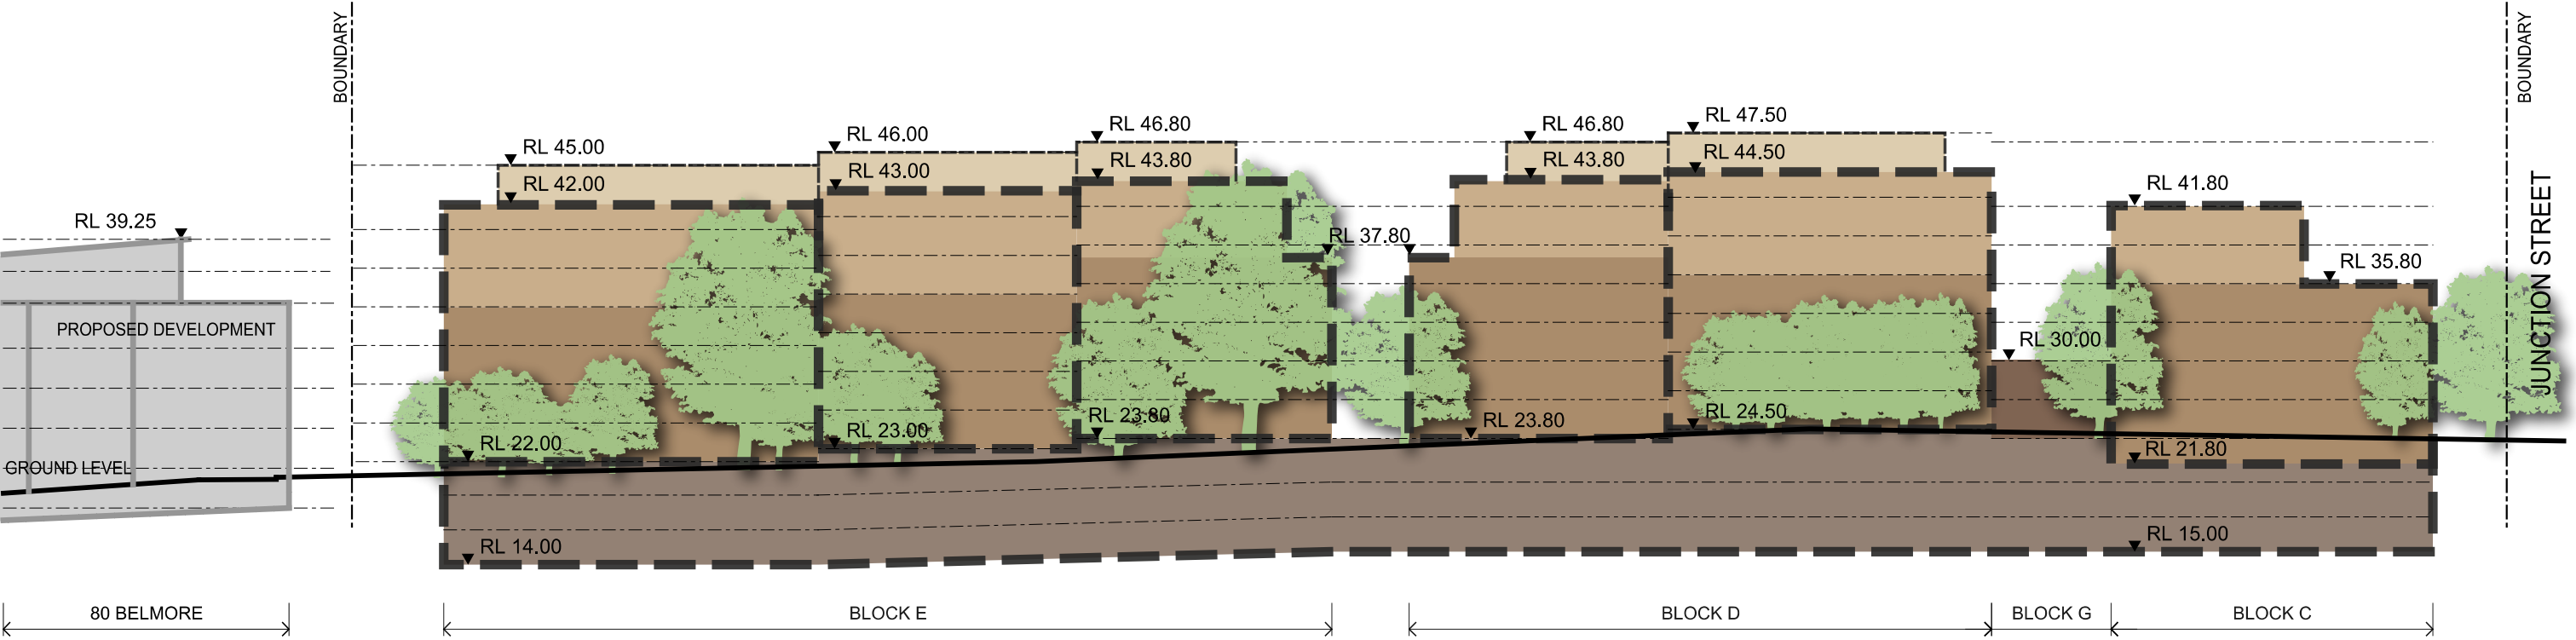 BOUNDARY
BOUNDARY
RL 47.50
RL 46.80
RL 46.80
RL 46.00
RL 45.00
RL 44.50
RL 43.80
RL 43.80
RL 43.00
RL 42.00
RL 41.80
RL 39.25
RL 37.80
RL 35.80
JUNCTION STREET
PROPOSED DEVELOPMENT
RL 30.00
RL 24.50
RL 23.80
RL 23.80
RL 23.00
RL 22.00
RL 21.80
GROUND LEVEL
RL 15.00
RL 14.00
80 BELMORE
BLOCK E
BLOCK D
BLOCK G
BLOCK C